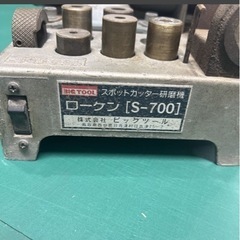 BIG TOOL スポットカッター研磨機
ローケン [S-700]
株式会社 ビックツール